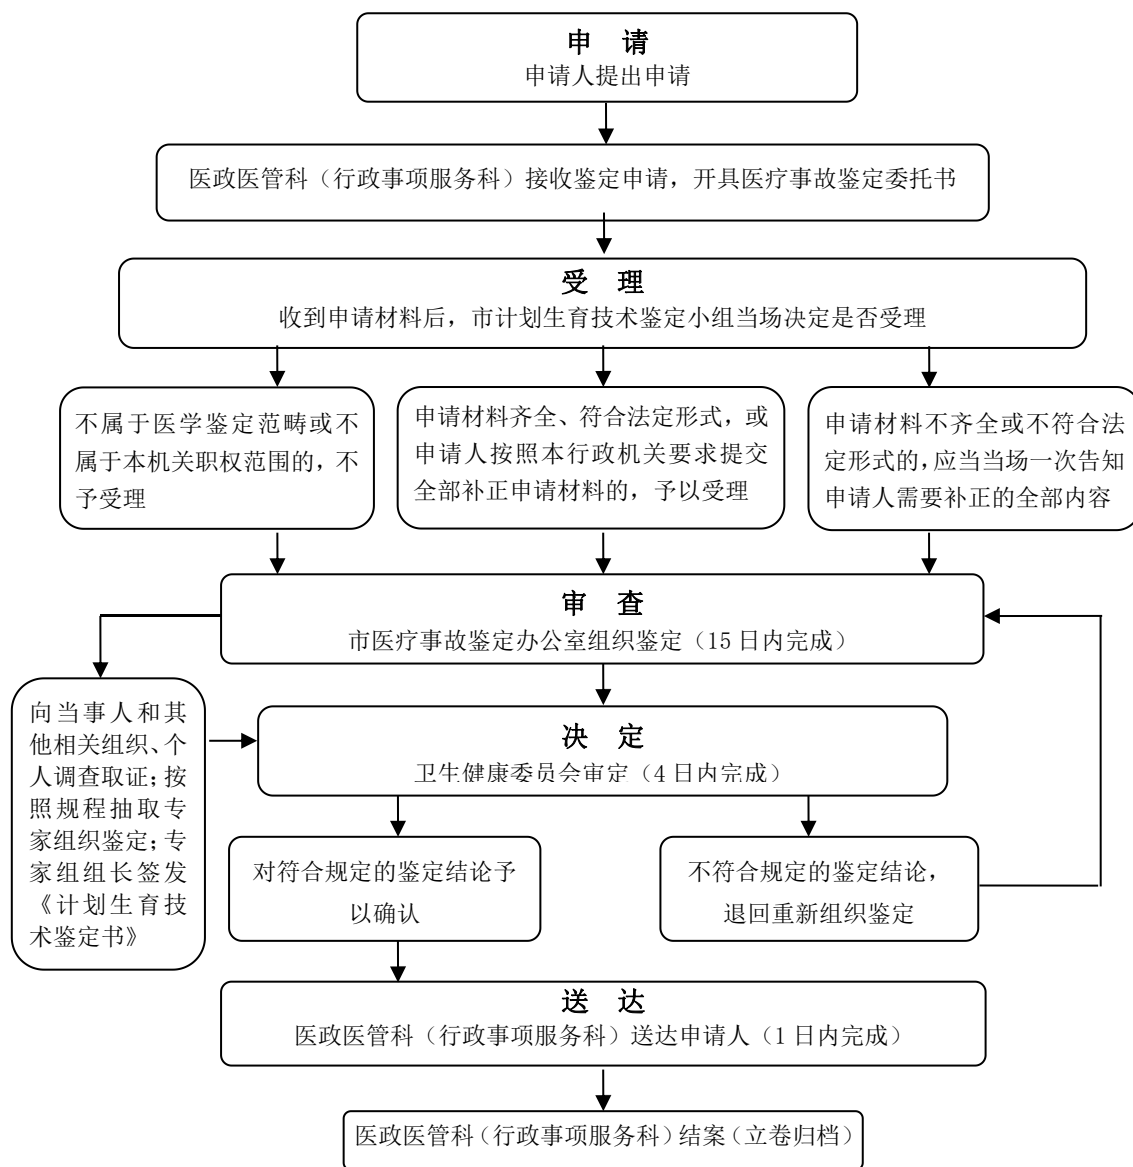 申 请
申请人提出申请
医政医管科（行政事项服务科）接收鉴定申请，开具医疗事故鉴定委托书
受 理
收到申请材料后，市计划生育技术鉴定小组当场决定是否受理
不属于医学鉴定范畴或不
属于本机关职权范围的，不
予受理
申请材料齐全、符合法定形式，或
申请人按照本行政机关要求提交
全部补正申请材料的，予以受理
申请材料不齐全或不符合法
定形式的，应当当场一次告知
申请人需要补正的全部内容
审 查
市医疗事故鉴定办公室组织鉴定（15 日内完成）
向当事人和其
他相关组织、个
人调查取证；按
照规程抽取专
家组织鉴定；专
家组组长签发
《计划生育技
术鉴定书》
决 定
卫生健康委员会审定（4 日内完成）
对符合规定的鉴定结论予
以确认
不符合规定的鉴定结论，
退回重新组织鉴定
送 达
医政医管科（行政事项服务科）送达申请人（1 日内完成）
医政医管科（行政事项服务科）结案（立卷归档）